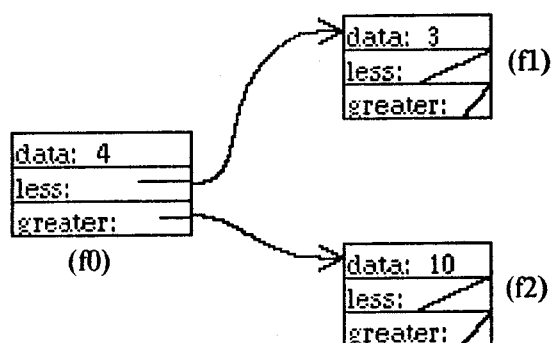 data: 4
less:
greater:
(f0)
data: 3
less:
greater:
(f1)
data: 10
less:
greater:
(f2)